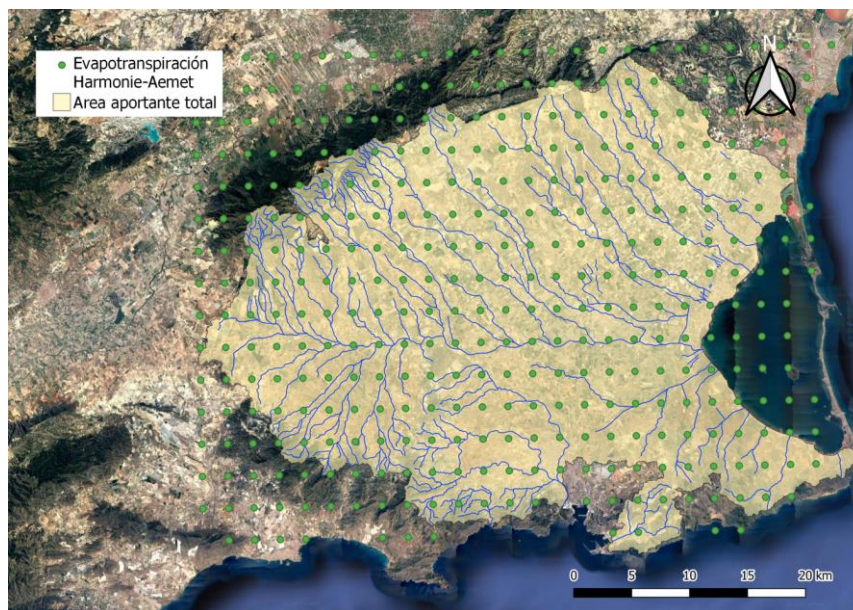 Evapotranspiración
Harmonie-Aemet
Area aportante total
N
0 5 10 15 20 km